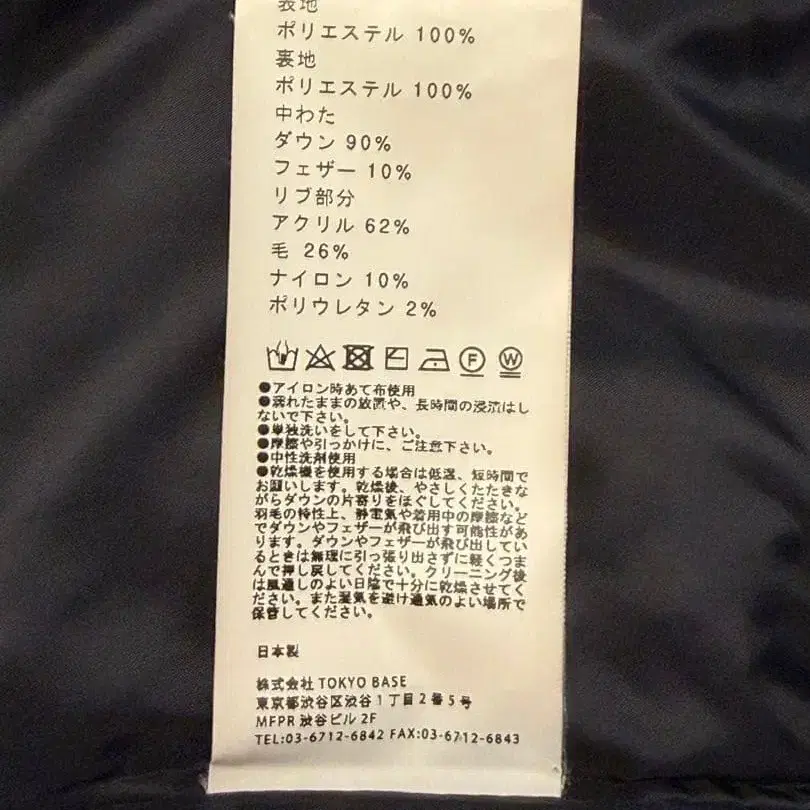 表地
ポリエステル 100%
裏地
ポリエステル 100%
中わた
ダウン 90%
フェザー 10%
リブ部分
アクリル 62%
毛 26%
ナイロン 10%
ポリウレタン 2%
F W
●アイロン時あて布使用
●濡れたままの放置や、長時間の浸漬はし
ないで下さい。
●単独洗いをして下さい。
●摩擦や引っかけに、ご注意下さい。
●中性洗剤使用
●乾燥機を使用する場合は低温、短時間で
お願いします。乾燥後、やさしくたたきな
がらダウンの片寄りをほぐしてください。
羽毛の特性上、静電気や着用中の摩擦など
でダウンやフェザーが飛び出す可能性があ
ります。ダウンやフェザーが飛び出してい
るときは無理に引っ張り出さずに軽くつま
んで押し戻してください。クリーニング後
は風通しのよい日陰で十分に乾燥させてく
ださい。また湿気を避け通気のよい場所で
保管してください。
日本製
株式会社 TOKYO BASE
東京都渋谷区渋谷1丁目2番5号
MFPR 渋谷ビル 2F
TEL:03-6712-6842 FAX:03-6712-6843